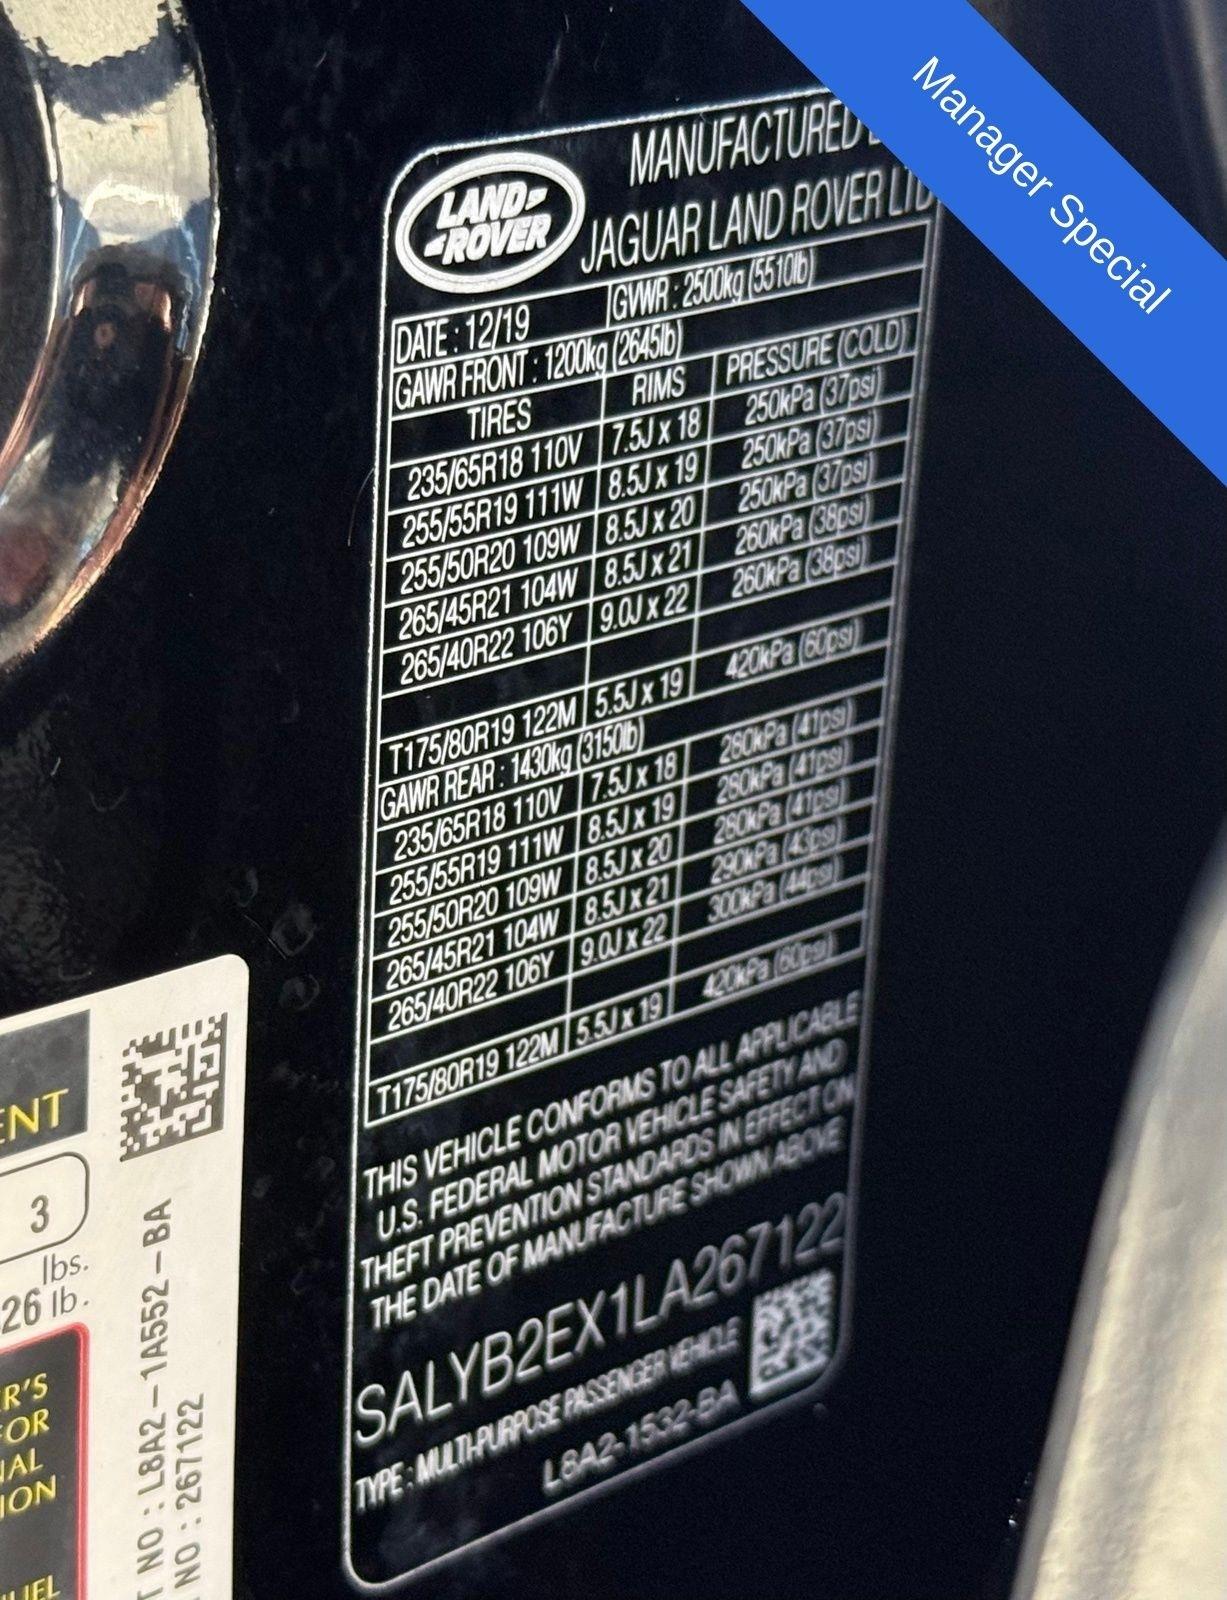 Manager Special
LAND
ROVER
MANUFACTURED
JAGUAR LAND ROVER LTD
DATE : 12/19
GVWR : 2500kg (5510lb)
GAWR FRONT : 1200kg (2645lb)
TIRES RIMS PRESSURE (COLD)
235/65R18 110V 7.5J x 18 250kPa (37psi)
255/55R19 111W 8.5J x 19 250kPa (37psi)
255/50R20 109W 8.5J x 20 250kPa (37psi)
265/45R21 104W 8.5J x 21 260kPa (38psi)
265/40R22 106Y 9.0J x 22 260kPa (38psi)
T175/80R19 122M 5.5J x 19 420kPa (60psi)
GAWR REAR : 1430kg (3150lb)
235/65R18 110V 7.5J x 18 280kPa (41psi)
255/55R19 111W 8.5J x 19 280kPa (41psi)
255/50R20 109W 8.5J x 20 280kPa (41psi)
265/45R21 104W 8.5J x 21 290kPa (43psi)
265/40R22 106Y 9.0J x 22 300kPa (44psi)
T175/80R19 122M 5.5J x 19 420kPa (60psi)
THIS VEHICLE CONFORMS TO ALL APPLICABLE
U.S. FEDERAL MOTOR VEHICLE SAFETY AND
THEFT PREVENTION STANDARDS IN EFFECT ON
THE DATE OF MANUFACTURE SHOWN ABOVE
SALYB2EX1LA267122
TYPE : MULTI-PURPOSE PASSENGER VEHICLE
L8A2-1532-BA
ENT
3
lbs.
26 lb.
R'S
FOR
NAL
ION
UEL
T NO : L8A2-1A552-BA
N NO : 267122